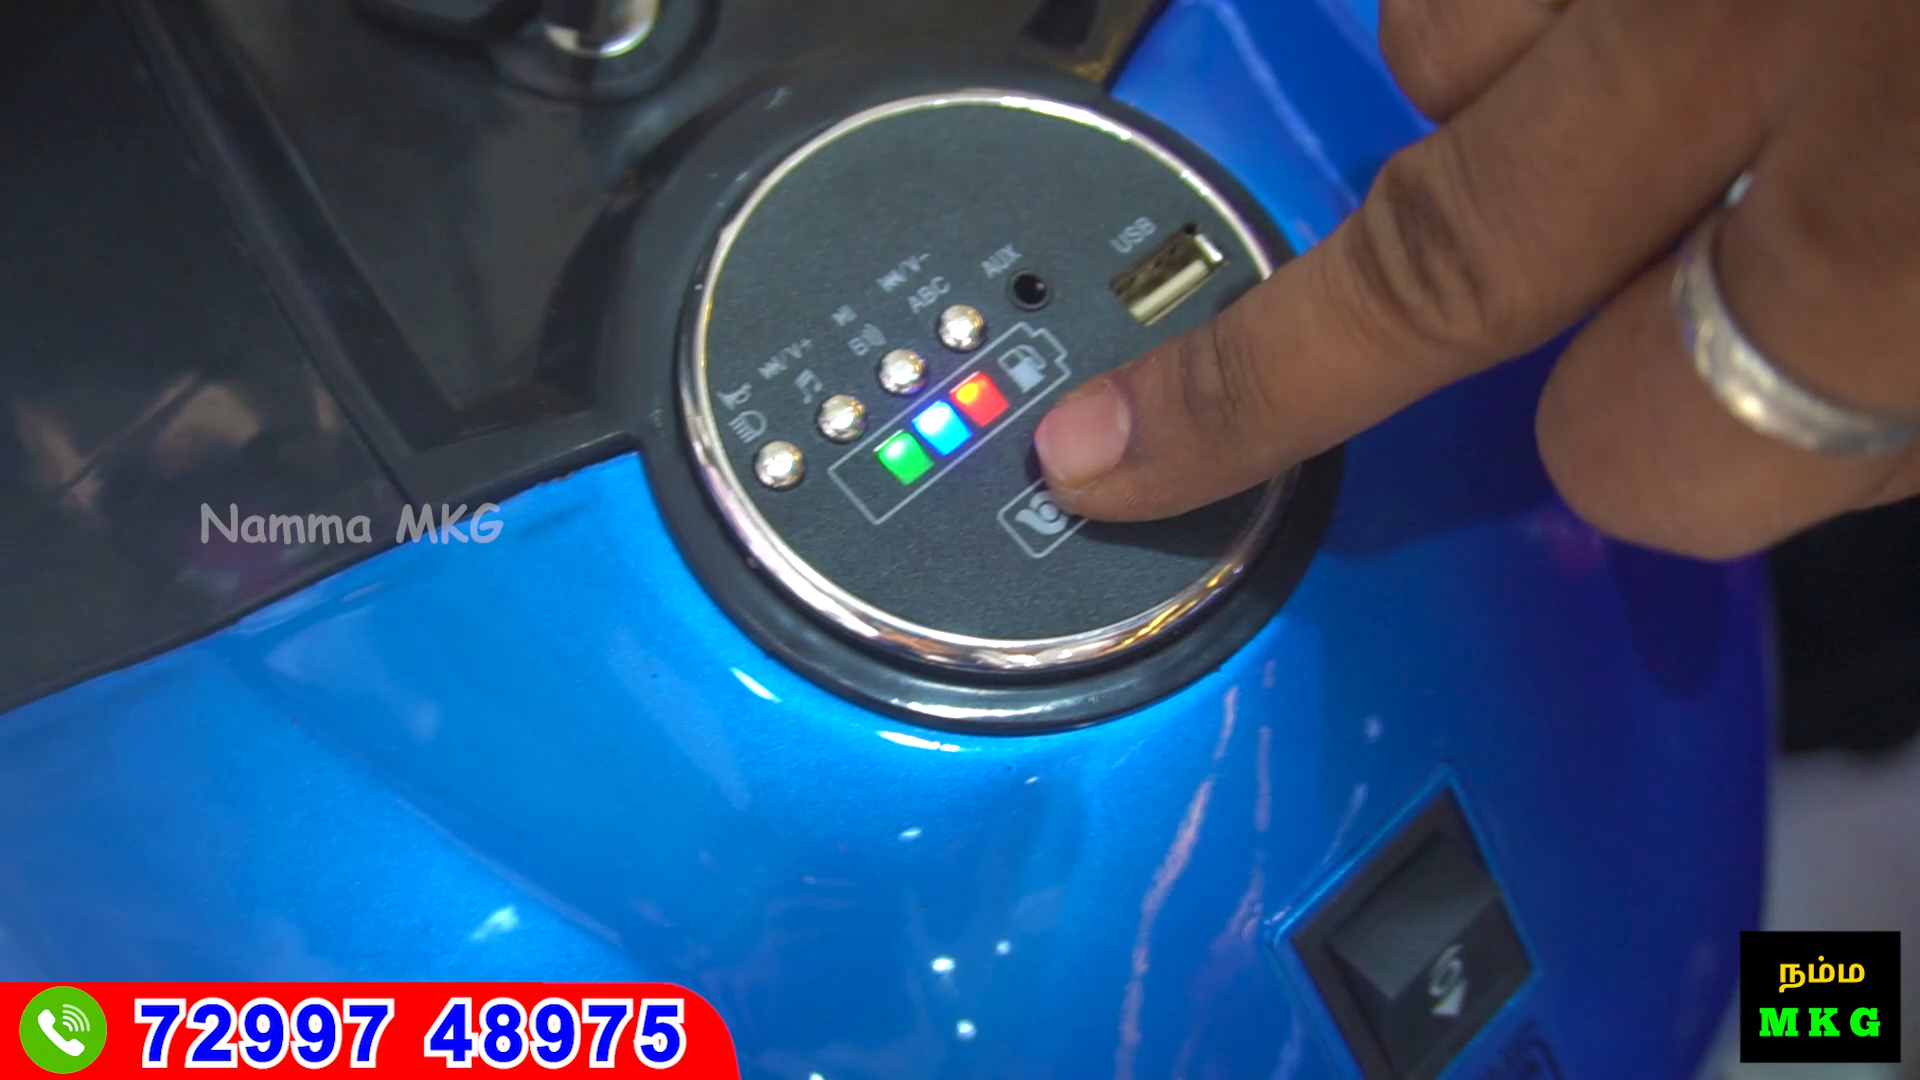 USB
AUX
V-
ABC
V+
B
Namma MKG
72997 48975
நம்ம
MKG